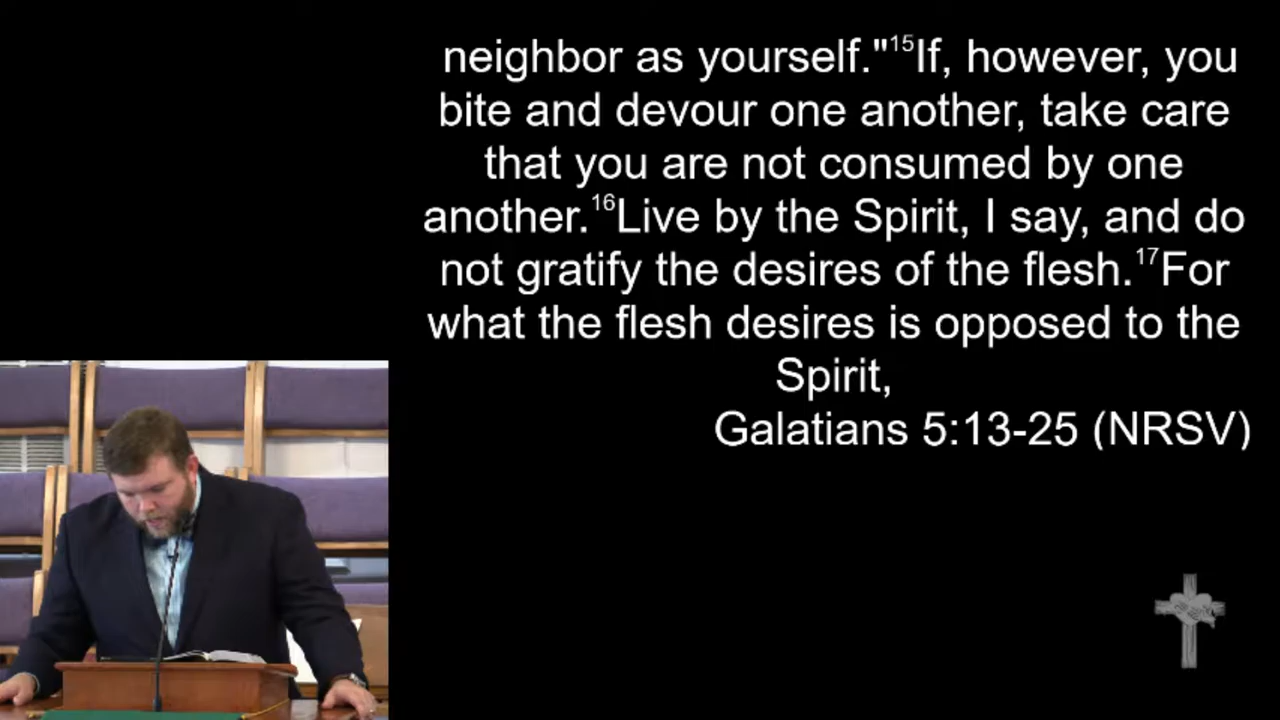 neighbor as yourself."15If, however, you
bite and devour one another, take care
that you are not consumed by one
another.16Live by the Spirit, I say, and do
not gratify the desires of the flesh.17For
what the flesh desires is opposed to the
Spirit,
Galatians 5:13-25 (NRSV)